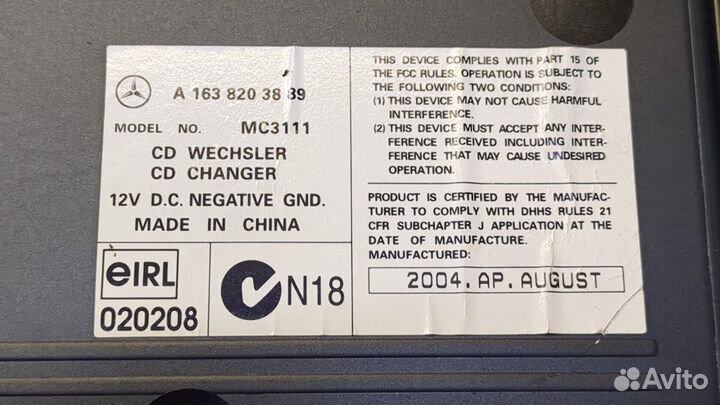 A 163 820 38 89
MODEL NO. MC3111
CD WECHSLER
CD CHANGER
12V D.C. NEGATIVE GND.
MADE IN CHINA
eIRL
020208
N18
THIS DEVICE COMPLIES WITH PART 15 OF
THE FCC RULES. OPERATION IS SUBJECT TO
THE FOLLOWING TWO CONDITIONS:
(1) THIS DEVICE MAY NOT CAUSE HARMFUL
INTERFERENCE.
(2) THIS DEVICE MUST ACCEPT ANY INTER-
FERENCE RECEIVED INCLUDING INTER-
FERENCE THAT MAY CAUSE UNDESIRED
OPERATION.
PRODUCT IS CERTIFIED BY THE MANUFAC-
TURER TO COMPLY WITH DHHS RULES 21
CFR SUBCHAPTER J APPLICATION AT THE
DATE OF MANUFACTURE.
MANUFACTURED:
2004.AP.AUGUST
Avito